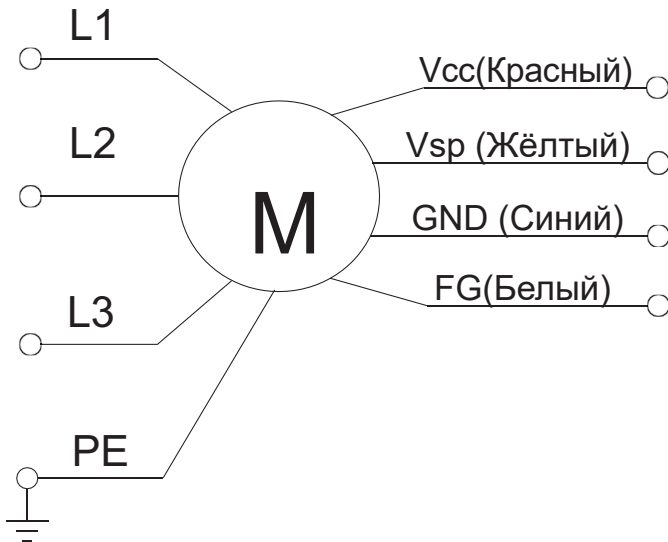 L1
L2
L3
PE
M
Vcc(Красный)
Vsp (Жёлтый)
GND (Синий)
FG(Белый)